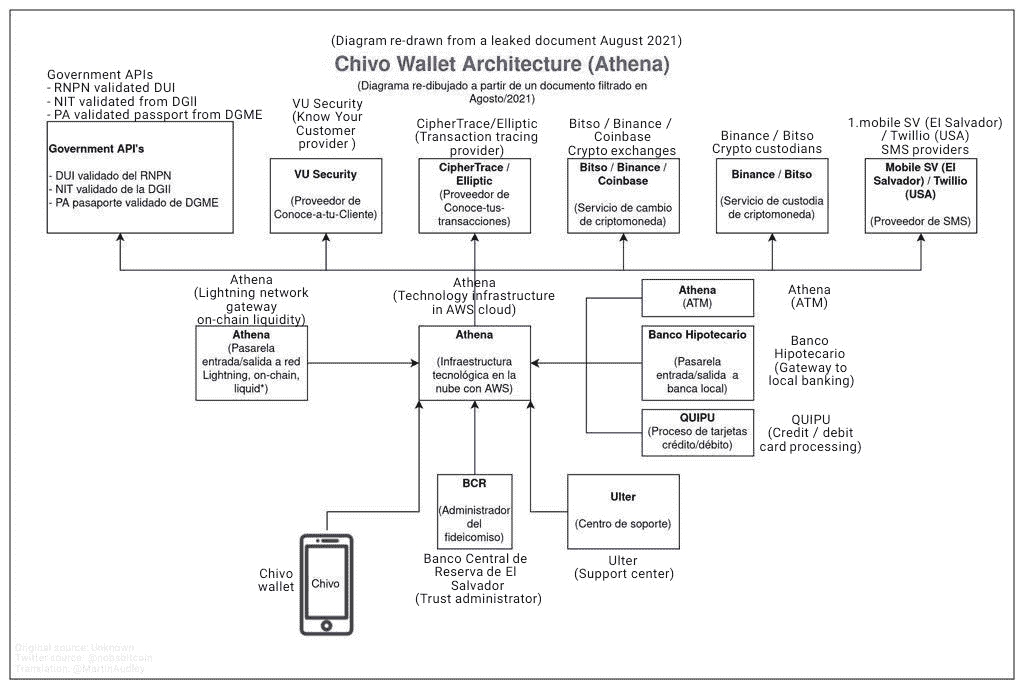 (Diagram re-drawn from a leaked document August 2021)
Chivo Wallet Architecture (Athena)
(Diagrama re-dibujado a partir de un documento filtrado en
Agosto/2021)
Government APIs
- RNPN validated DUI
- NIT validated from DGII
- PA validated passport from DGME
Government API's
- DUI validado del RNPN
- NIT validado de la DGII
- PA pasaporte validado de DGME
VU Security
(Know Your
Customer
provider )
VU Security
(Proveedor de
Conoce-a-tu-Cliente)
CipherTrace/Elliptic
(Transaction tracing
provider)
CipherTrace /
Elliptic
(Proveedor de
Conoce-tus-
transacciones)
Bitso / Binance /
Coinbase
Crypto exchanges
Bitso / Binance /
Coinbase
(Servicio de cambio
de criptomoneda)
Binance / Bitso
Crypto custodians
Binance / Bitso
(Servicio de custodia
de criptomoneda)
1.mobile SV (El Salvador)
/ Twillio (USA)
SMS providers
Mobile SV (El
Salvador) / Twillio
(USA)
(Proveedor de SMS)
Athena
(Lightning network
gateway
on-chain liquidity)
Athena
(Pasarela
entrada/salida a red
Lightning, on-chain,
liquid*)
Athena
(Technology infrastructure
in AWS cloud)
Athena
(Infraestructura
tecnológica en la
nube con AWS)
Athena
(ATM)
Athena
(ATM)
Banco Hipotecario
(Pasarela
entrada/salida a
banca local)
Banco
Hipotecario
(Gateway to
local banking)
QUIPU
(Proceso de tarjetas
crédito/débito)
QUIPU
(Credit / debit
card processing)
BCR
(Administrador
del
fideicomiso)
Banco Central de
Reserva de El
Salvador
(Trust administrator)
Ulter
(Centro de soporte)
Ulter
(Support center)
Chivo
wallet
Chivo
Original source: Unknown
Twitter source: @nobsbitcoin
Translation: @MartinAudley